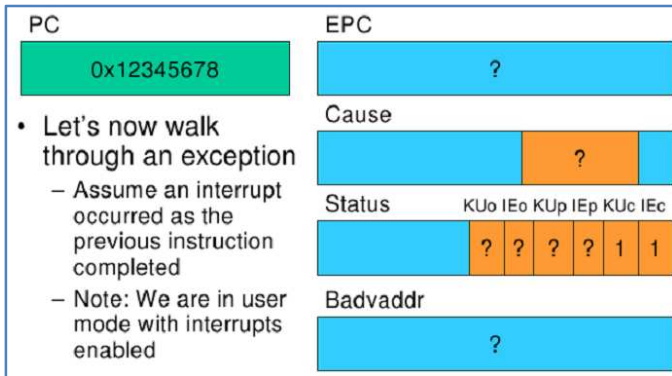 PC
0x12345678
• Let's now walk
through an exception
– Assume an interrupt
occurred as the
previous instruction
completed
– Note: We are in user
mode with interrupts
enabled
EPC
?
Cause
?
Status
KUo IEo KUp IEp KUc IEc
? ? ? ? 1 1
Badvaddr
?